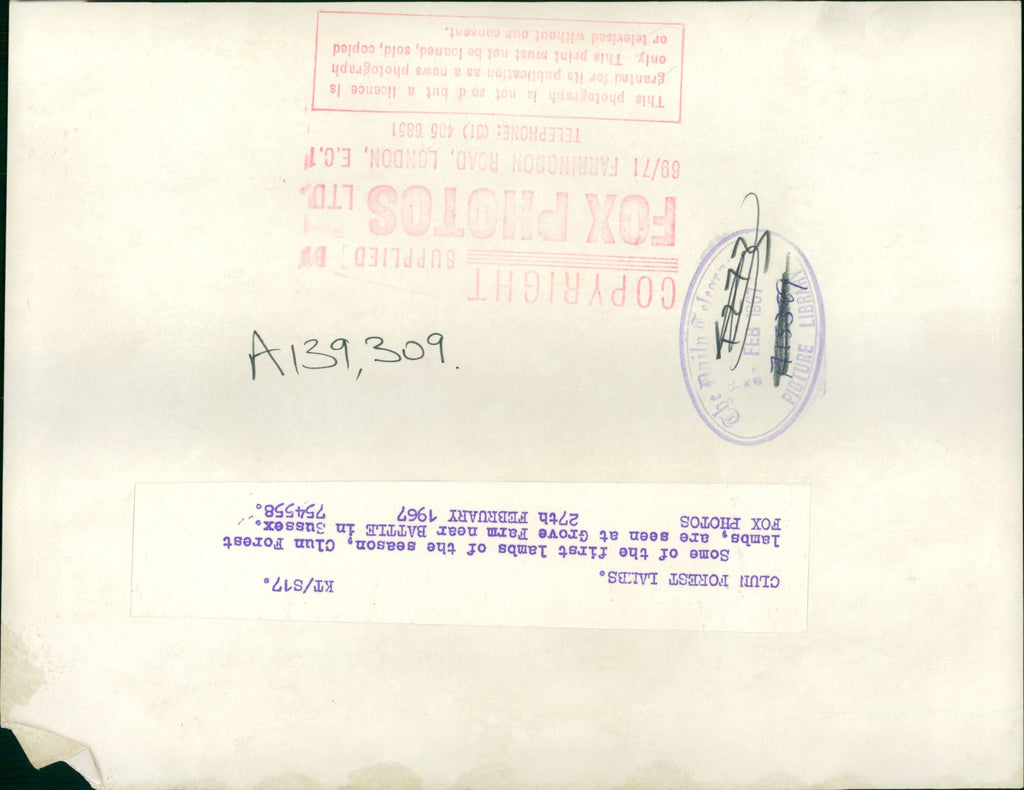 COPYRIGHT
SUPPLIED BY
FOX PHOTOS LTD.
69/71 FARRINGDON ROAD, LONDON, E.C.1
TELEPHONE: (01) 405 6851
This photograph is not so'd but a licence is
granted for its publication as a news photograph
only. This print must not be loaned, sold, copied
or televised without our consent.
A139,309.
The Daily Telegraph
FEB 1967
PICTURE LIBRARY
CLUN FOREST LAMBS. KT/S17.
Some of the first lambs of the season, Clun Forest
lambs, are seen at Grove Farm near BATTLE in Sussex.
FOX PHOTOS 27th FEBRUARY 1967 754558.